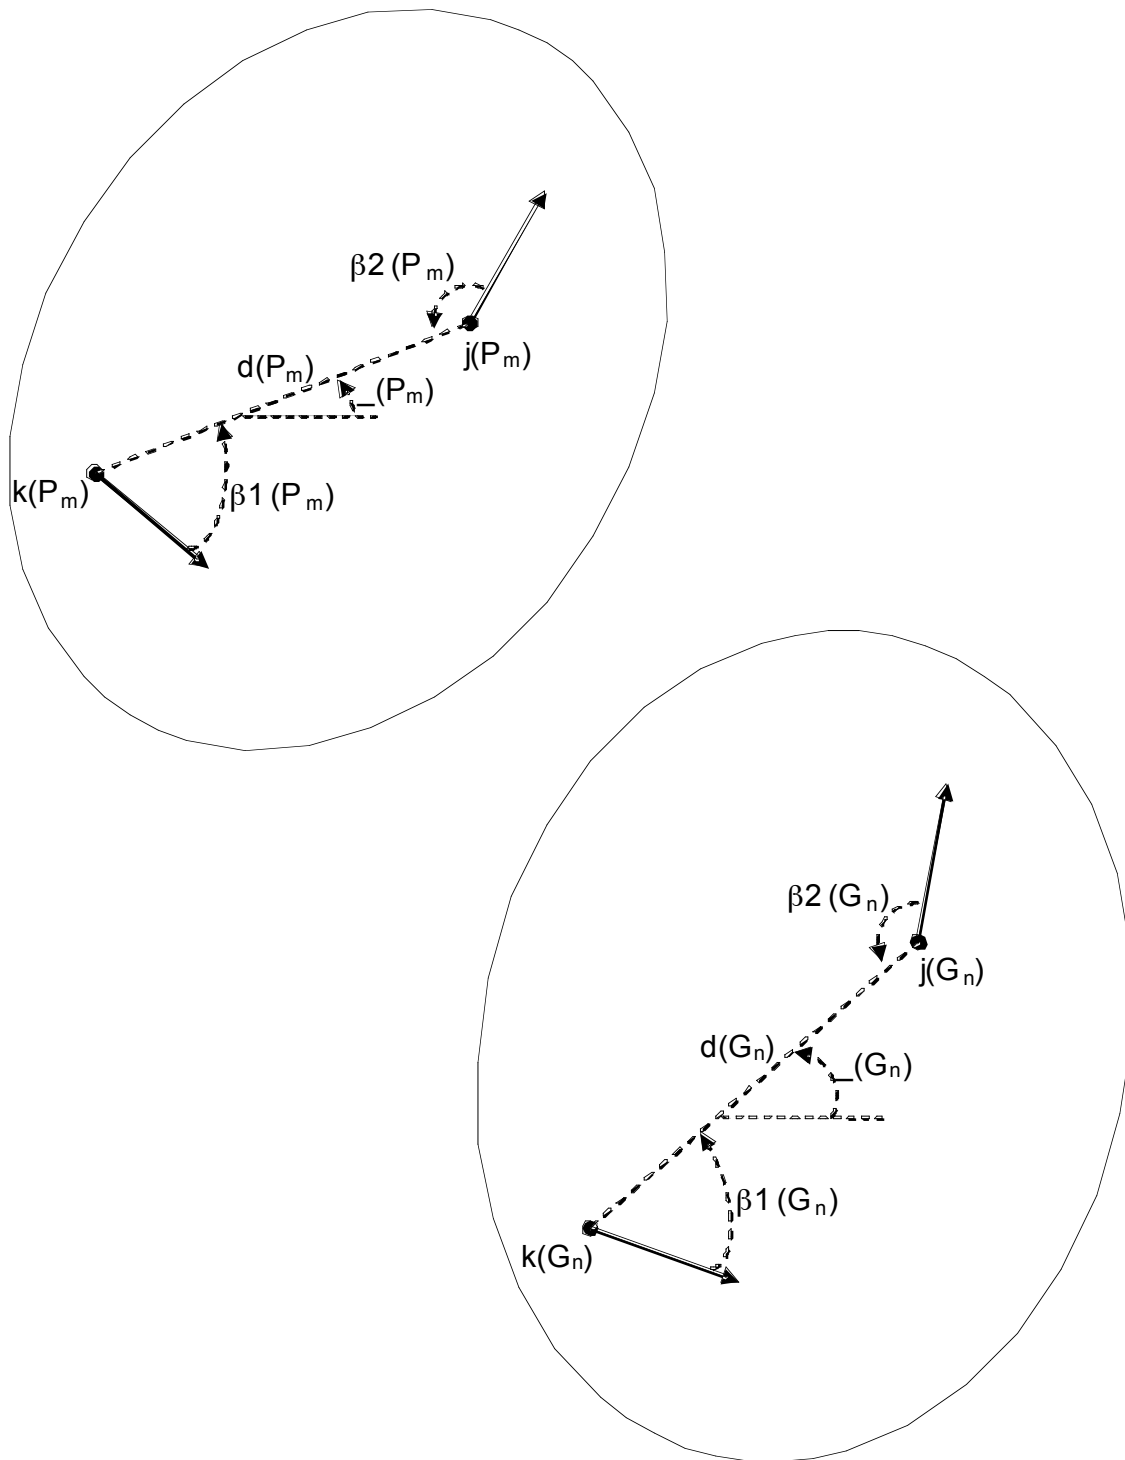 β2 (Pm)
j(Pm)
d(Pm)
_(Pm)
k(Pm)
β1 (Pm)
β2 (Gn)
j(Gn)
d(Gn)
_(Gn)
β1 (Gn)
k(Gn)